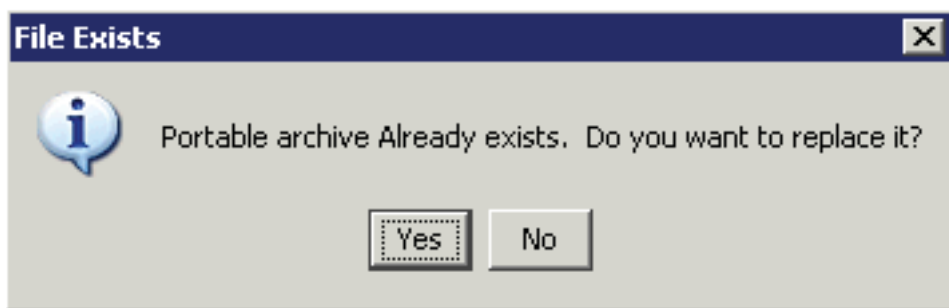 File Exists
Portable archive Already exists.  Do you want to replace it?
Yes
No